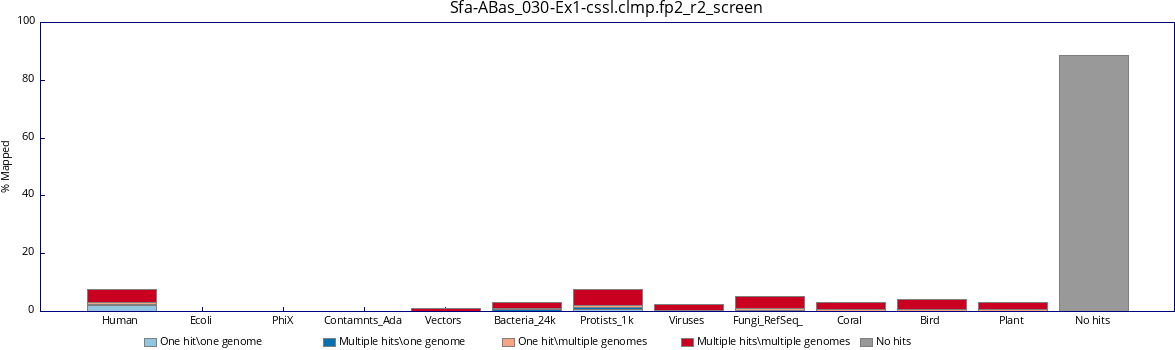 Sfa-ABas_030-Ex1-cssl.clmp.fp2_r2_screen
100
80
60
40
20
0
% Mapped
Human Ecoli PhiX Contamnts_Ada Vectors Bacteria_24k Protists_1k Viruses Fungi_RefSeq_ Coral Bird Plant No hits
One hit\one genome Multiple hits\one genome One hit\multiple genomes Multiple hits\multiple genomes No hits